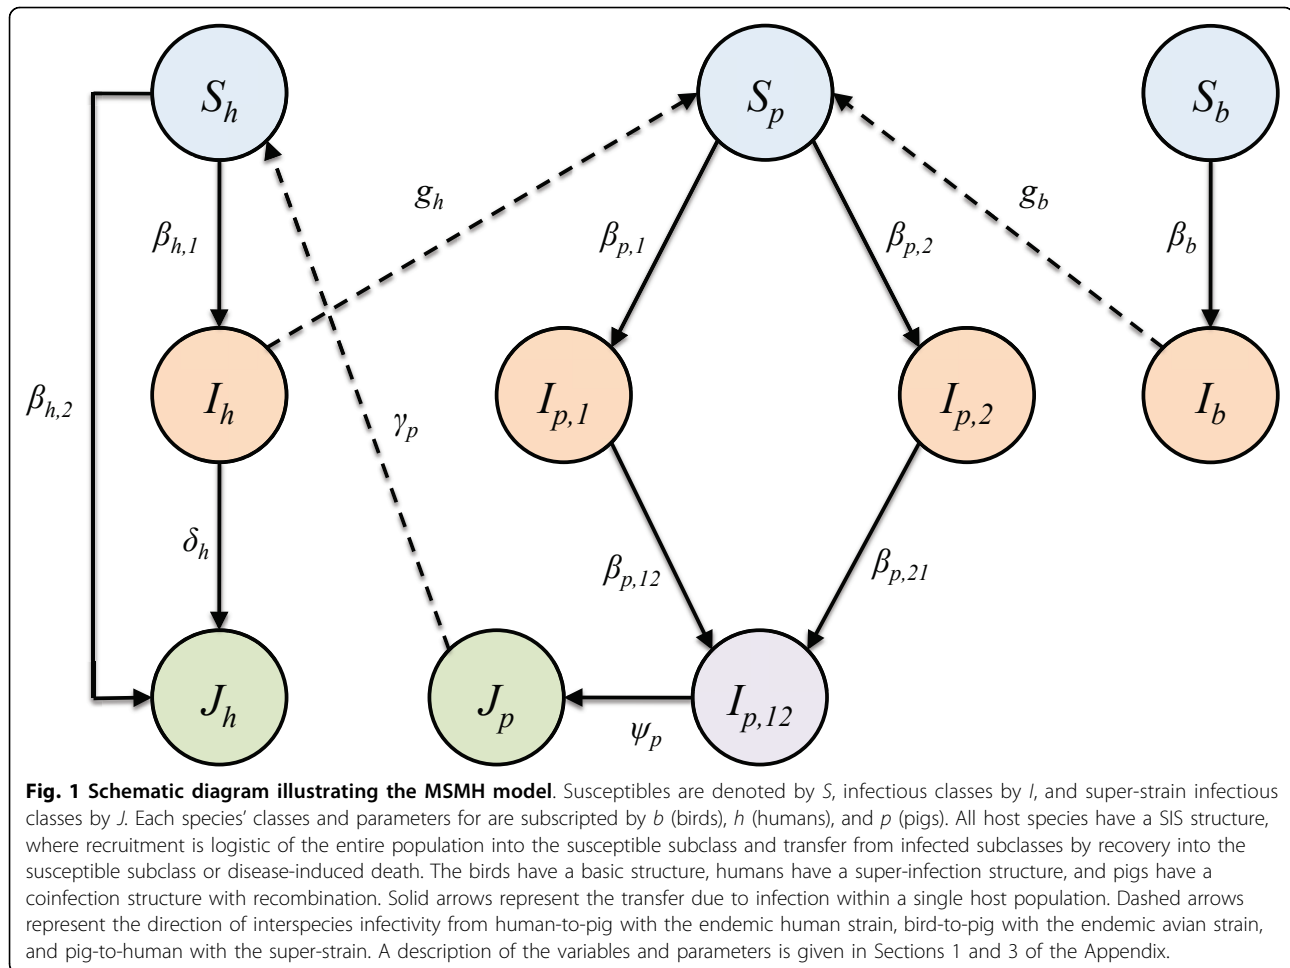 S_h
S_p
S_b
g_h
g_b
β_{h,1}
β_{p,1}
β_{p,2}
β_b
β_{h,2}
I_h
I_{p,1}
I_{p,2}
I_b
γ_p
δ_h
β_{p,12}
β_{p,21}
J_h
J_p
I_{p,12}
ψ_p
Fig. 1 Schematic diagram illustrating the MSMH model. Susceptibles are denoted by S, infectious classes by I, and super-strain infectious
classes by J. Each species' classes and parameters for are subscripted by b (birds), h (humans), and p (pigs). All host species have a SIS structure,
where recruitment is logistic of the entire population into the susceptible subclass and transfer from infected subclasses by recovery into the
susceptible subclass or disease-induced death. The birds have a basic structure, humans have a super-infection structure, and pigs have a
coinfection structure with recombination. Solid arrows represent the transfer due to infection within a single host population. Dashed arrows
represent the direction of interspecies infectivity from human-to-pig with the endemic human strain, bird-to-pig with the endemic avian strain,
and pig-to-human with the super-strain. A description of the variables and parameters is given in Sections 1 and 3 of the Appendix.